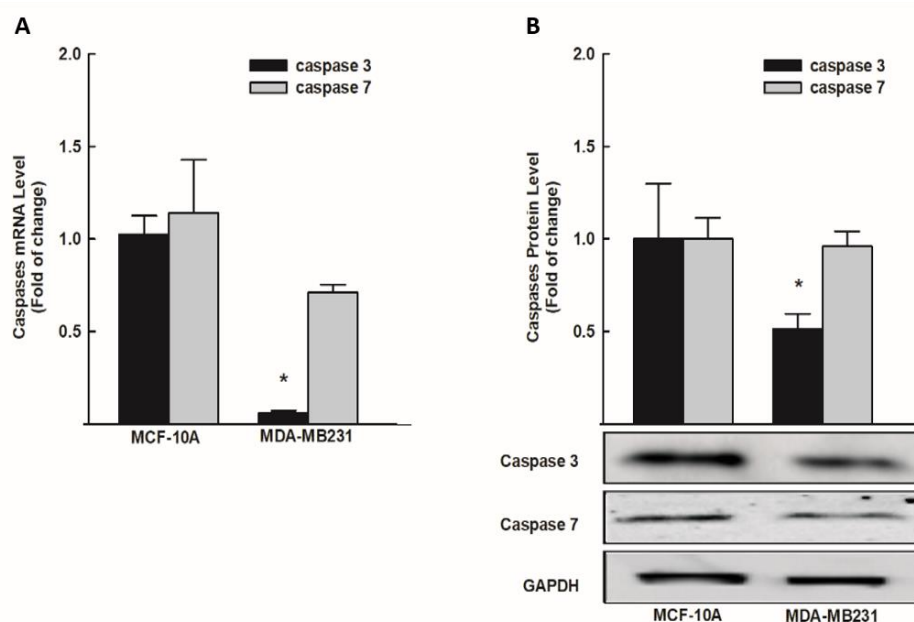 A
2.0
1.5
1.0
0.5
Caspases mRNA Level
(Fold of change)
caspase 3
caspase 7
*
MCF-10A MDA-MB231
B
2.0
1.5
1.0
0.5
Caspases Protein Level
(Fold of change)
caspase 3
caspase 7
*
Caspase 3
Caspase 7
GAPDH
MCF-10A MDA-MB231